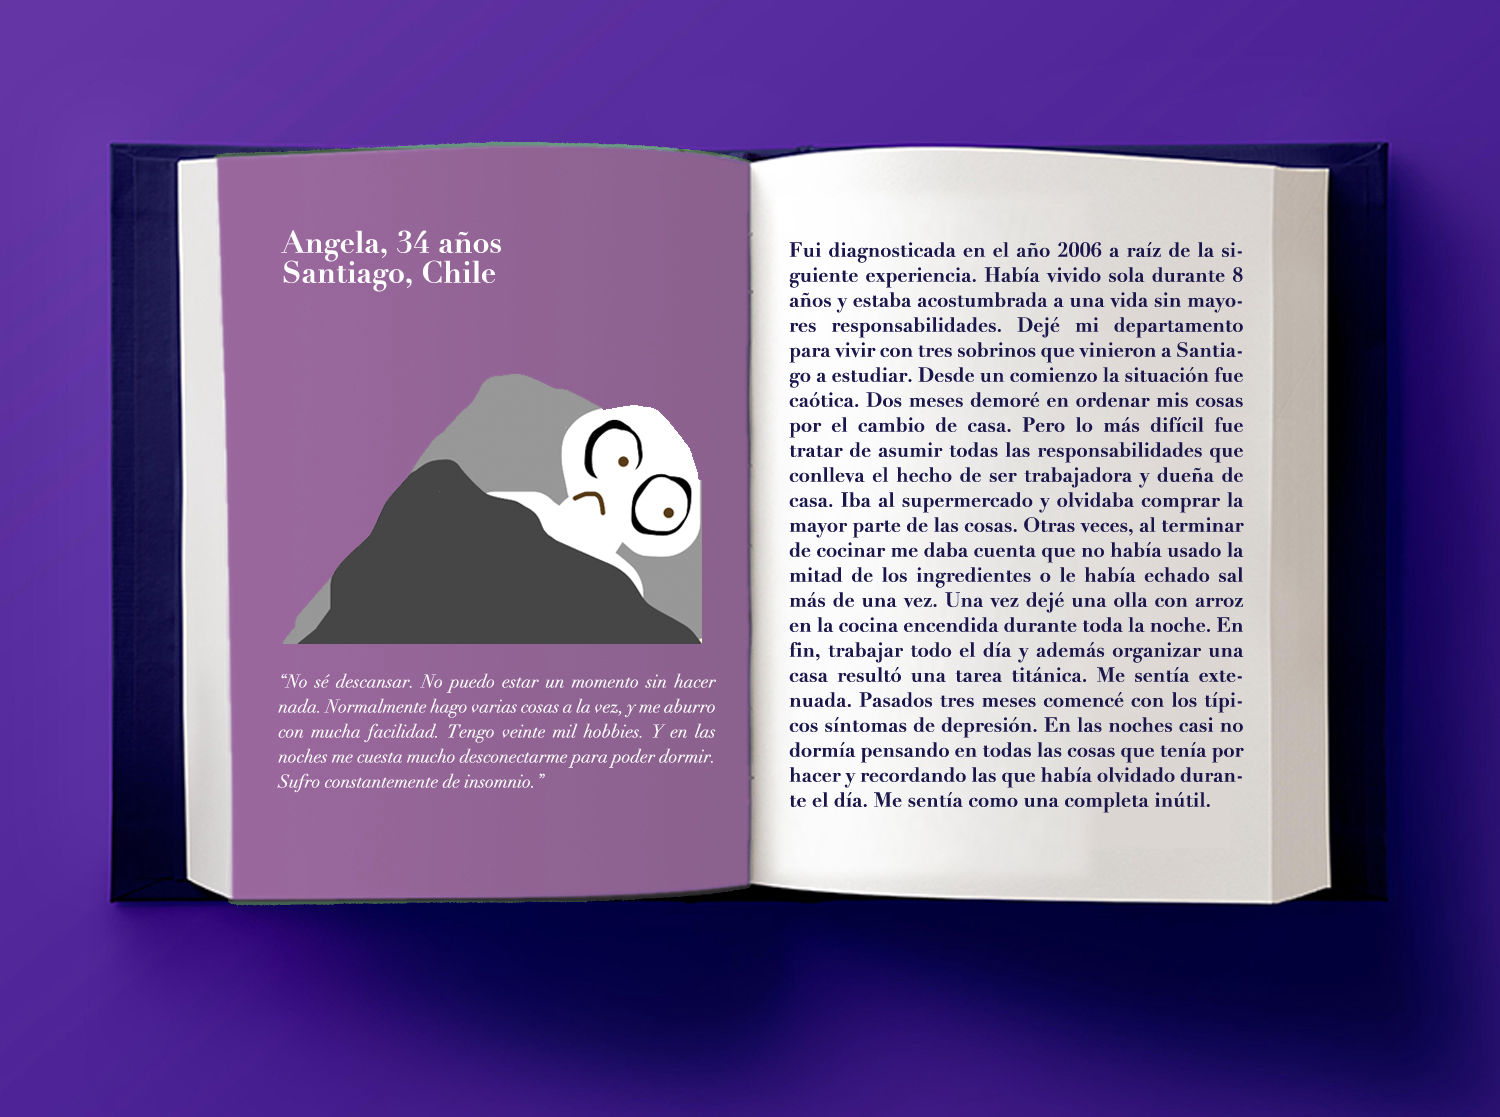 Angela, 34 años
Santiago, Chile
“No sé descansar. No puedo estar un momento sin hacer
nada. Normalmente hago varias cosas a la vez, y me aburro
con mucha facilidad. Tengo veinte mil hobbies. Y en las
noches me cuesta mucho desconectarme para poder dormir.
Sufro constantemente de insomnio.”
Fui diagnosticada en el año 2006 a raíz de la si-
guiente experiencia. Había vivido sola durante 8
años y estaba acostumbrada a una vida sin mayo-
res responsabilidades. Dejé mi departamento
para vivir con tres sobrinos que vinieron a Santia-
go a estudiar. Desde un comienzo la situación fue
caótica. Dos meses demoré en ordenar mis cosas
por el cambio de casa. Pero lo más difícil fue
tratar de asumir todas las responsabilidades que
conlleva el hecho de ser trabajadora y dueña de
casa. Iba al supermercado y olvidaba comprar la
mayor parte de las cosas. Otras veces, al terminar
de cocinar me daba cuenta que no había usado la
mitad de los ingredientes o le había echado sal
más de una vez. Una vez dejé una olla con arroz
en la cocina encendida durante toda la noche. En
fin, trabajar todo el día y además organizar una
casa resultó una tarea titánica. Me sentía exte-
nuada. Pasados tres meses comencé con los típi-
cos síntomas de depresión. En las noches casi no
dormía pensando en todas las cosas que tenía por
hacer y recordando las que había olvidado duran-
te el día. Me sentía como una completa inútil.